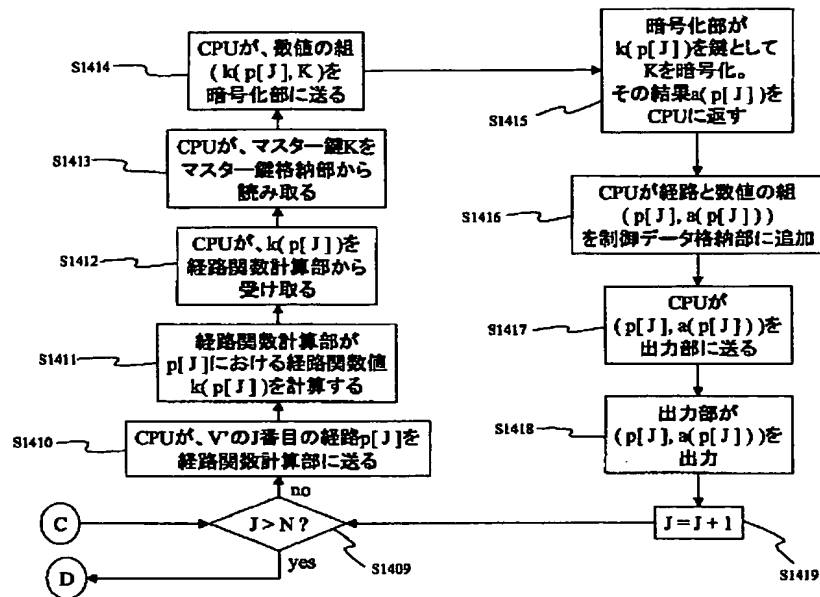 S1414
CPUが、数値の組
( k( p[ J ], K )を
暗号化部に送る
S1413
CPUが、マスター鍵Kを
マスター鍵格納部から
読み取る
S1412
CPUが、k( p[ J ])を
経路関数計算部から
受け取る
S1411
経路関数計算部が
p[ J ]における経路関数値
k( p[ J ])を計算する
S1410
CPUが、V'のJ番目の経路p[ J ]を
経路関数計算部に送る
no
C
J > N ?
yes
S1409
D
暗号化部が
k( p[ J ])を鍵として
Kを暗号化。
その結果a( p[ J ])を
CPUに返す
S1415
CPUが経路と数値の組
( p[ J ], a( p[ J ]))
を制御データ格納部に追加
S1416
CPUが
( p[ J ], a( p[ J ]))を
出力部に送る
S1417
出力部が
( p[ J ], a( p[ J ]))を
出力
S1418
J = J + 1
S1419